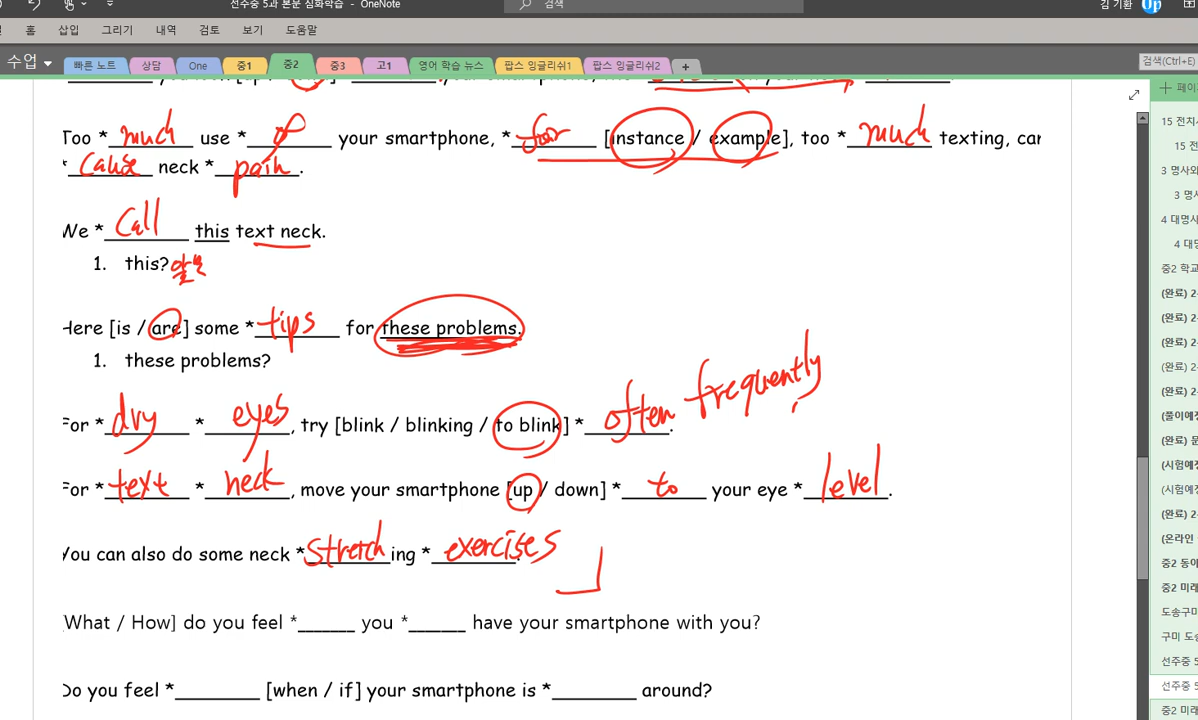 선주중 5과 본문 심화학습 - OneNote 검색 김 기환
홈 삽입 그리기 내역 검토 보기 도움말
수업 빠른 노트 상담 One 중1 중2 중3 고1 영어 학습 뉴스 팝스 잉글리쉬1 팝스 잉글리쉬2 + 검색(Ctrl+E)
Too * much use * of your smartphone, * for [instance / example], too * much texting, can
* cause neck * pain.
We * call this text neck.
1. this?
Here [is / are] some * tips for these problems.
1. these problems?
For * dry * eyes, try [blink / blinking / to blink] * often. frequently
For * text * neck, move your smartphone [up / down] * to your eye * level.
You can also do some neck * stretching * exercises.
[What / How] do you feel *______ you *______ have your smartphone with you?
Do you feel *_________ [when / if] your smartphone is *_________ around?
+ 페이
15 전치사
15 전
3 명사와
3 명사
4 대명사
4 대명
중2 학교
(완료) 2-
(완료) 2-
(완료) 2-
(완료) 2-
(완료) 2-
(풀이예정
(완료) 문
(시험예정
(시험예정
(완료) 2-
(온라인
중2 동아
중2 미래
도송구미
구미 도송
선주중 5
선주중 5
중2 미래